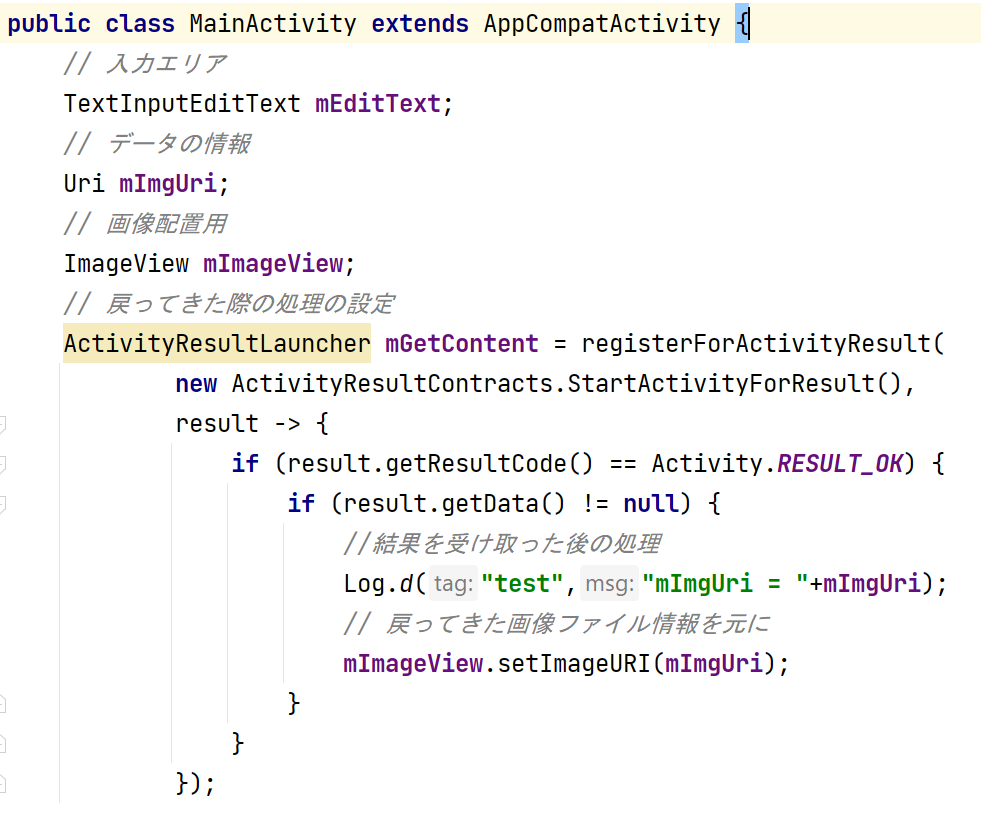 public class MainActivity extends AppCompatActivity {
// 入力エリア
TextInputEditText mEditText;
// データの情報
Uri mImgUri;
// 画像配置用
ImageView mImageView;
// 戻ってきた際の処理の設定
ActivityResultLauncher mGetContent = registerForActivityResult(
new ActivityResultContracts.StartActivityForResult(),
result -> {
if (result.getResultCode() == Activity.RESULT_OK) {
if (result.getData() != null) {
//結果を受け取った後の処理
Log.d( tag: "test", msg: "mImgUri = "+mImgUri);
// 戻ってきた画像ファイル情報を元に
mImageView.setImageURI(mImgUri);
}
}
});